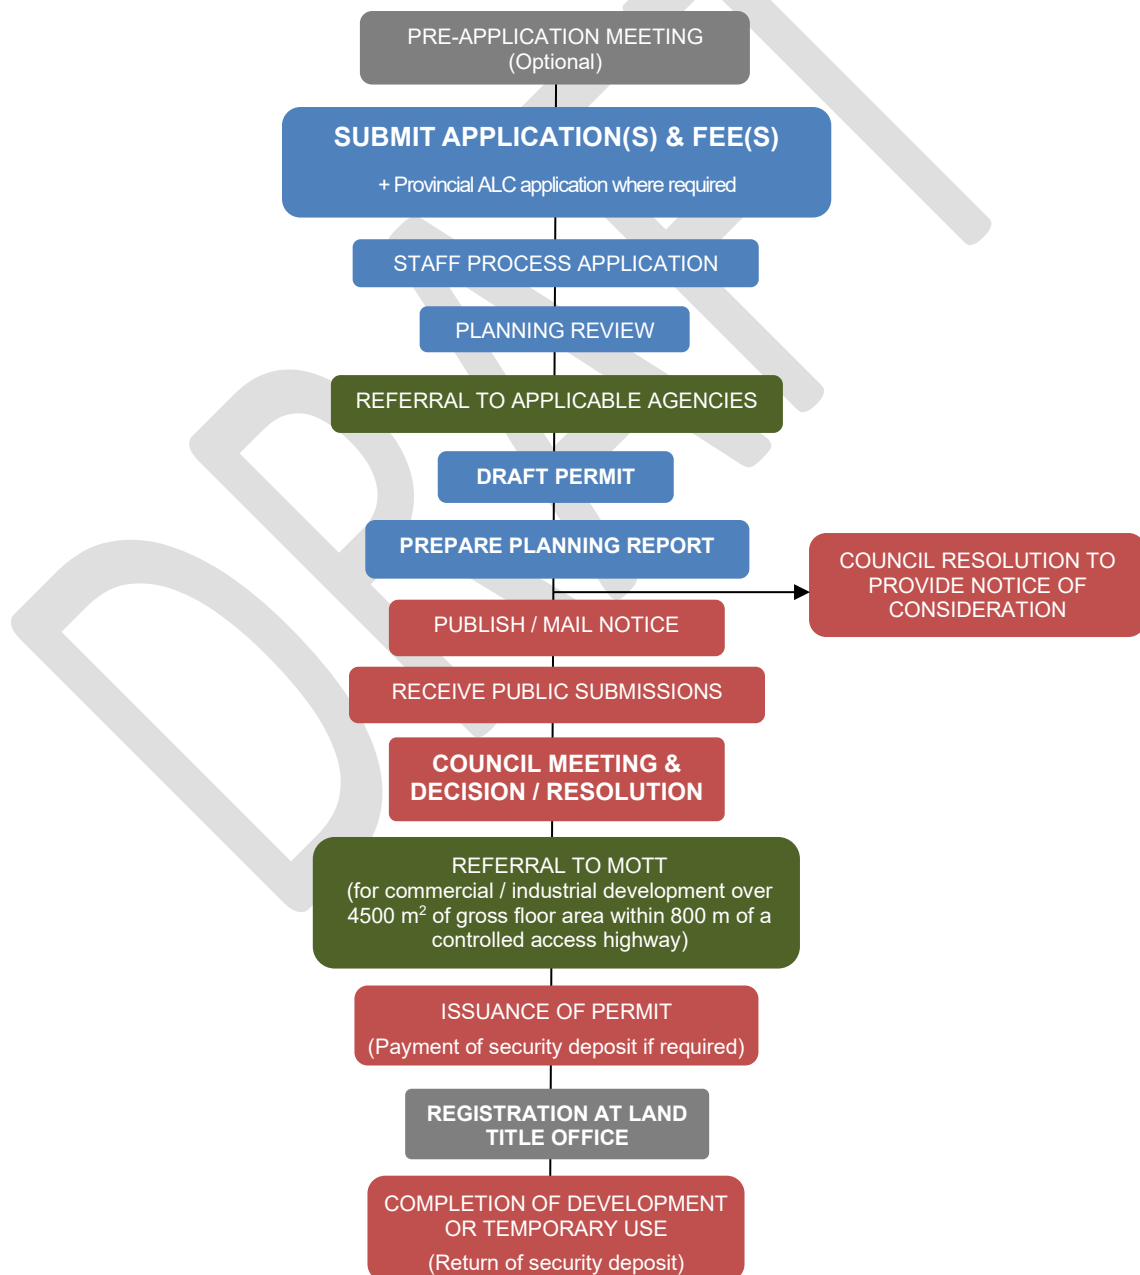 PRE-APPLICATION MEETING
(Optional)
SUBMIT APPLICATION(S) & FEE(S)
+ Provincial ALC application where required
STAFF PROCESS APPLICATION
PLANNING REVIEW
REFERRAL TO APPLICABLE AGENCIES
DRAFT PERMIT
PREPARE PLANNING REPORT
COUNCIL RESOLUTION TO
PROVIDE NOTICE OF
CONSIDERATION
PUBLISH / MAIL NOTICE
RECEIVE PUBLIC SUBMISSIONS
COUNCIL MEETING &
DECISION / RESOLUTION
REFERRAL TO MOTT
(for commercial / industrial development over
4500 m² of gross floor area within 800 m of a
controlled access highway)
ISSUANCE OF PERMIT
(Payment of security deposit if required)
REGISTRATION AT LAND
TITLE OFFICE
COMPLETION OF DEVELOPMENT
OR TEMPORARY USE
(Return of security deposit)
DRAFT